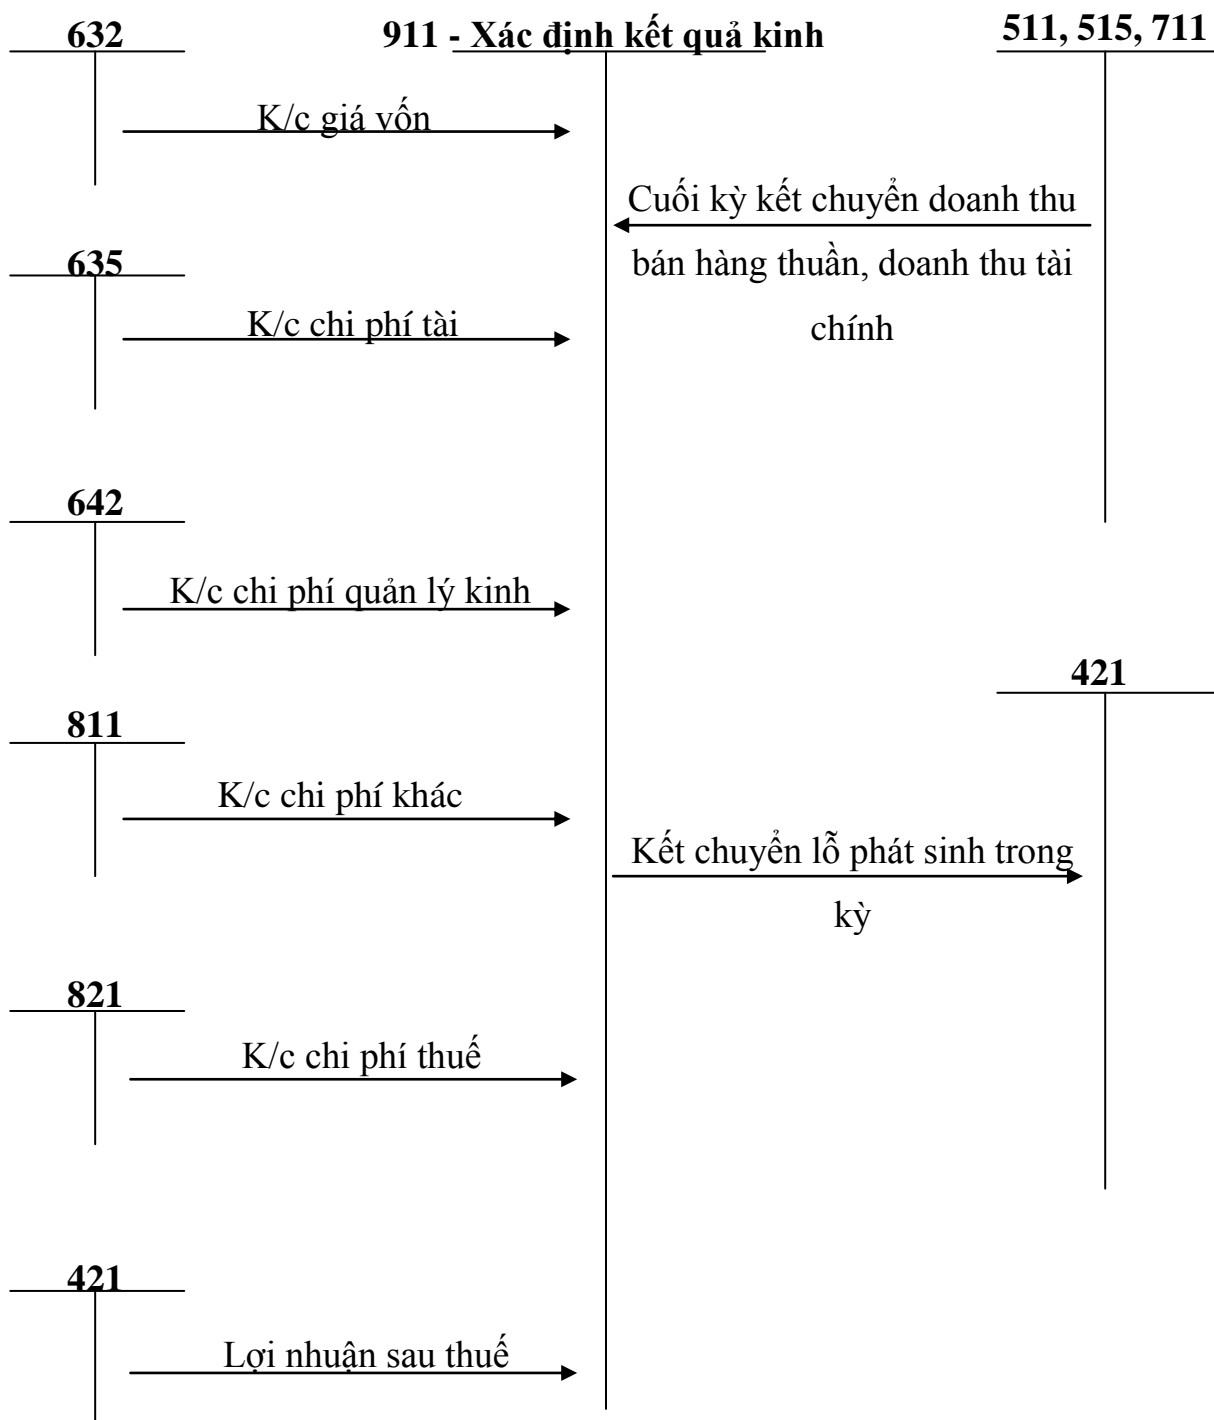 632
911 - Xác định kết quả kinh
511, 515, 711
K/c giá vốn
Cuối kỳ kết chuyển doanh thu
bán hàng thuần, doanh thu tài
chính
635
K/c chi phí tài
642
K/c chi phí quản lý kinh
421
811
K/c chi phí khác
Kết chuyển lỗ phát sinh trong
kỳ
821
K/c chi phí thuế
421
Lợi nhuận sau thuế